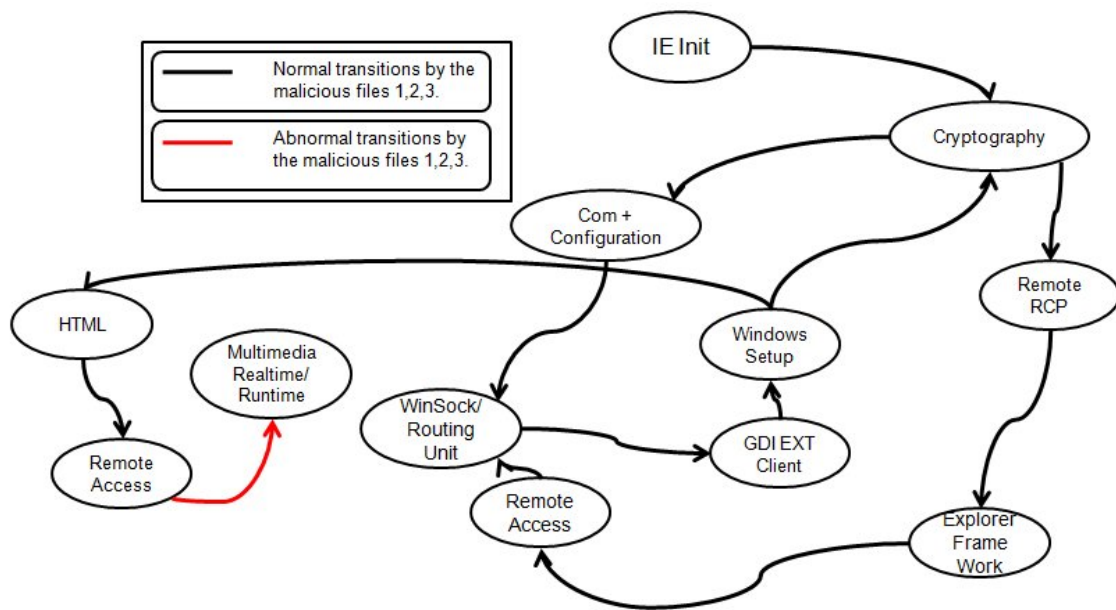 Normal transitions by the
malicious files 1,2,3.
Abnormal transitions by
the malicious files 1,2,3.
IE Init
Cryptography
Com +
Configuration
Remote
RCP
HTML
Windows
Setup
Multimedia
Realtime/
Runtime
WinSock/
Routing
Unit
GDI EXT
Client
Remote
Access
Remote
Access
Explorer
Frame
Work